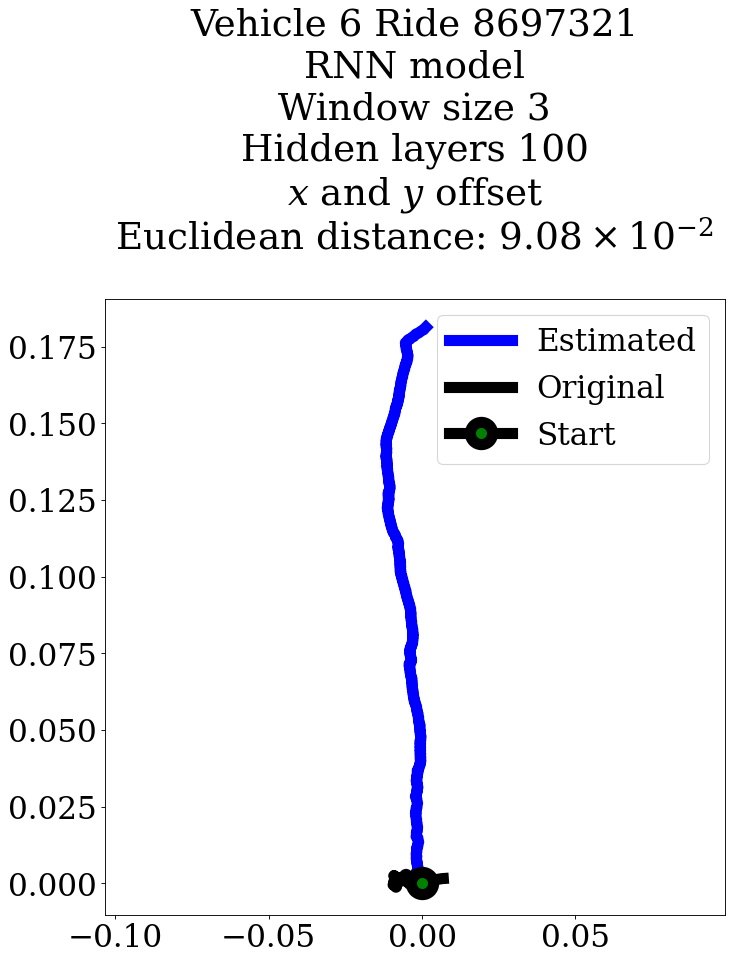 Vehicle 6 Ride 8697321
RNN model
Window size 3
Hidden layers 100
x and y offset
Euclidean distance: 9.08 × 10⁻²
Estimated
Original
Start
0.175
0.150
0.125
0.100
0.075
0.050
0.025
0.000
−0.10 −0.05 0.00 0.05